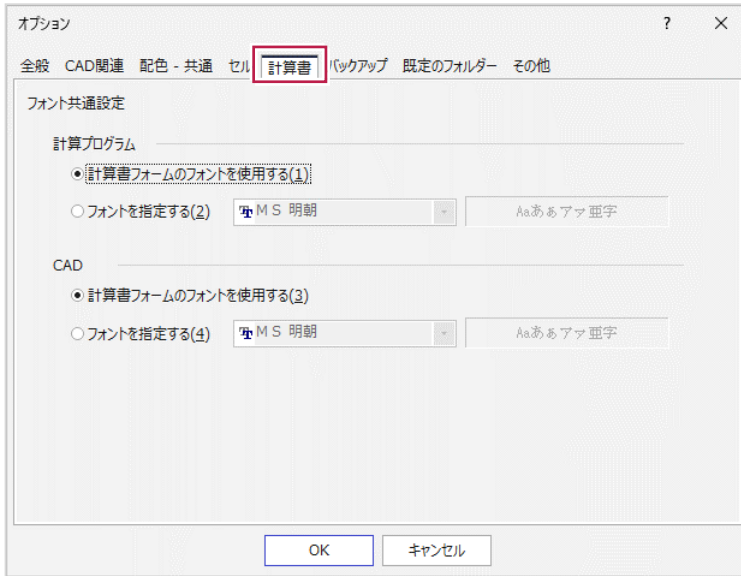 オプション ? ×
全般 CAD関連 配色 - 共通 セル 計算書 バックアップ 既定のフォルダー その他
フォント共通設定
計算プログラム
計算書フォームのフォントを使用する(1)
フォントを指定する(2) MS 明朝 Aaあぁアァ亜字
CAD
計算書フォームのフォントを使用する(3)
フォントを指定する(4) MS 明朝 Aaあぁアァ亜字
OK キャンセル